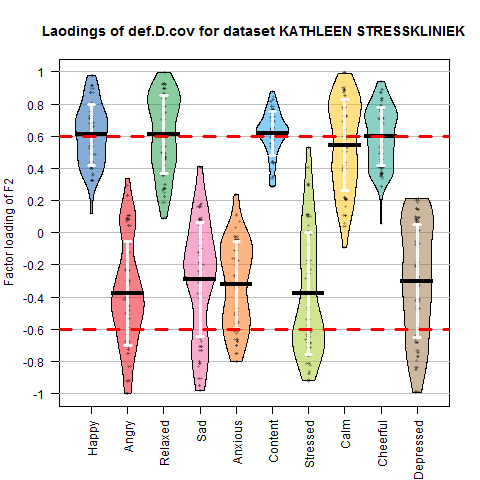 Laodings of def.D.cov for dataset KATHLEEN STRESSKLINIEK
Factor loading of F2
1
0.8
0.6
0.4
0.2
0
-0.2
-0.4
-0.6
-0.8
-1
Happy
Angry
Relaxed
Sad
Anxious
Content
Stressed
Calm
Cheerful
Depressed